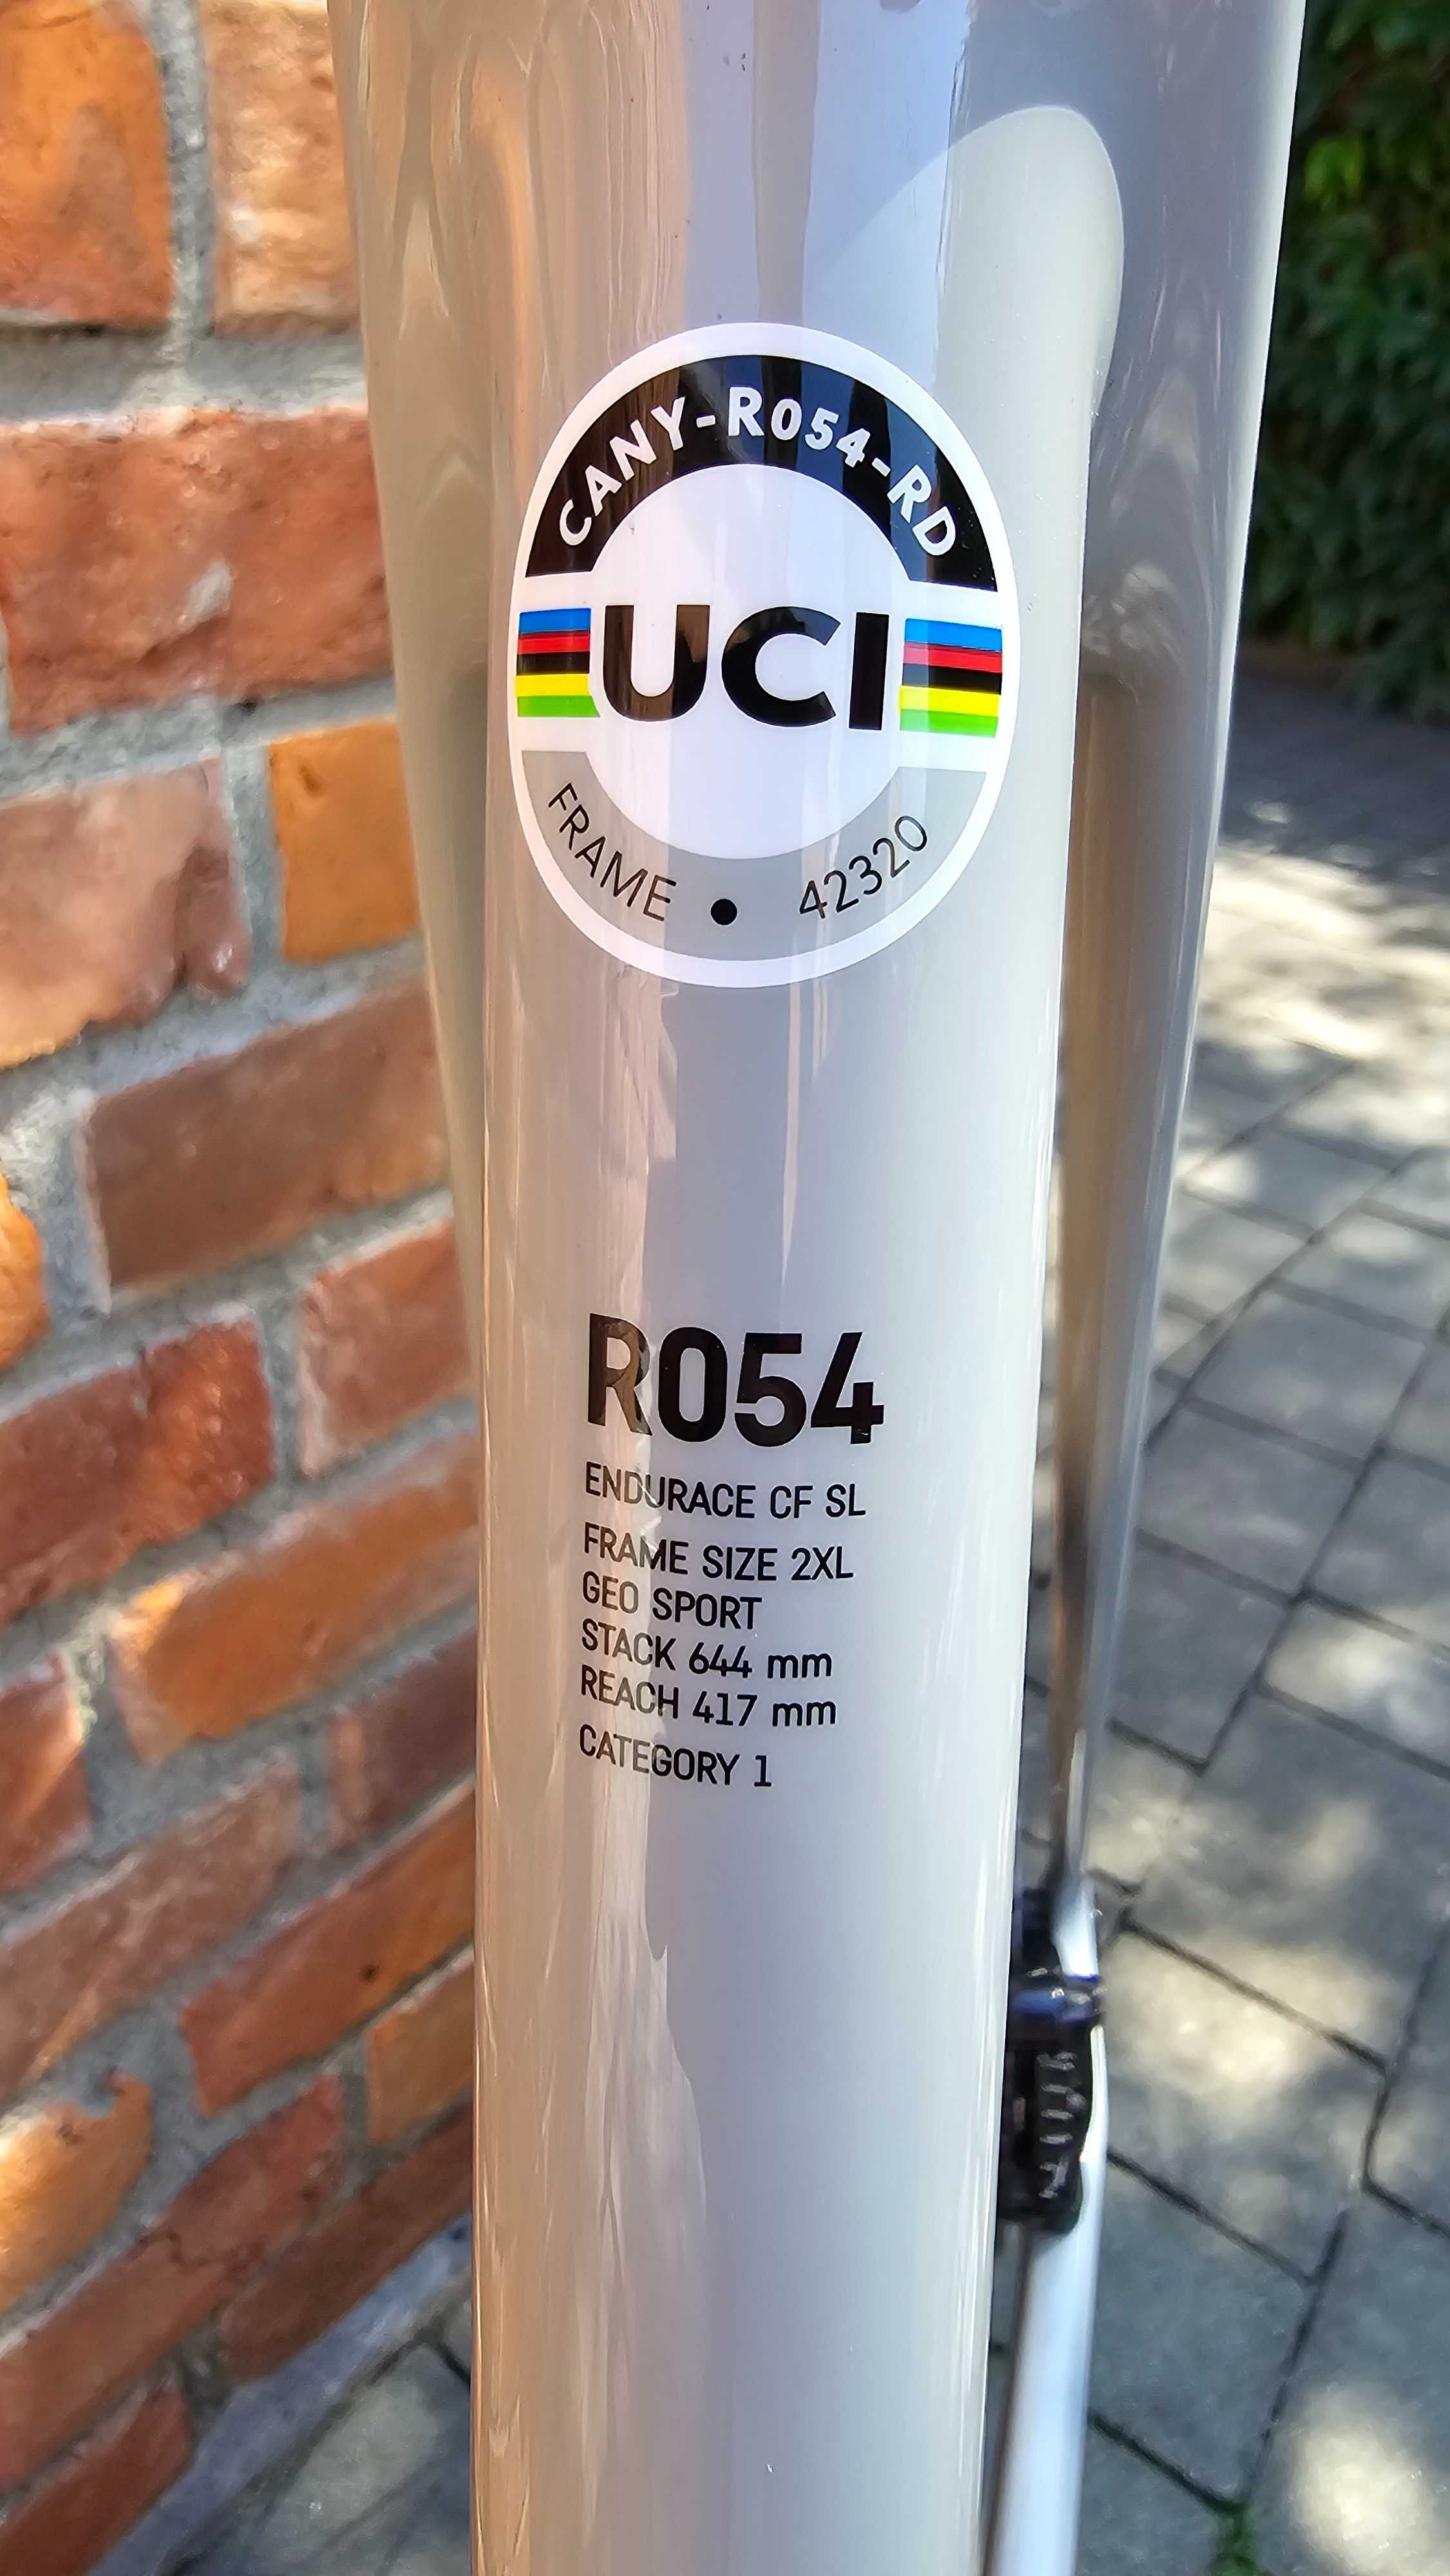 CANY-R054-RD
UCI
FRAME • 42320
R054
ENDURACE CF SL
FRAME SIZE 2XL
GEO SPORT
STACK 644 mm
REACH 417 mm
CATEGORY 1